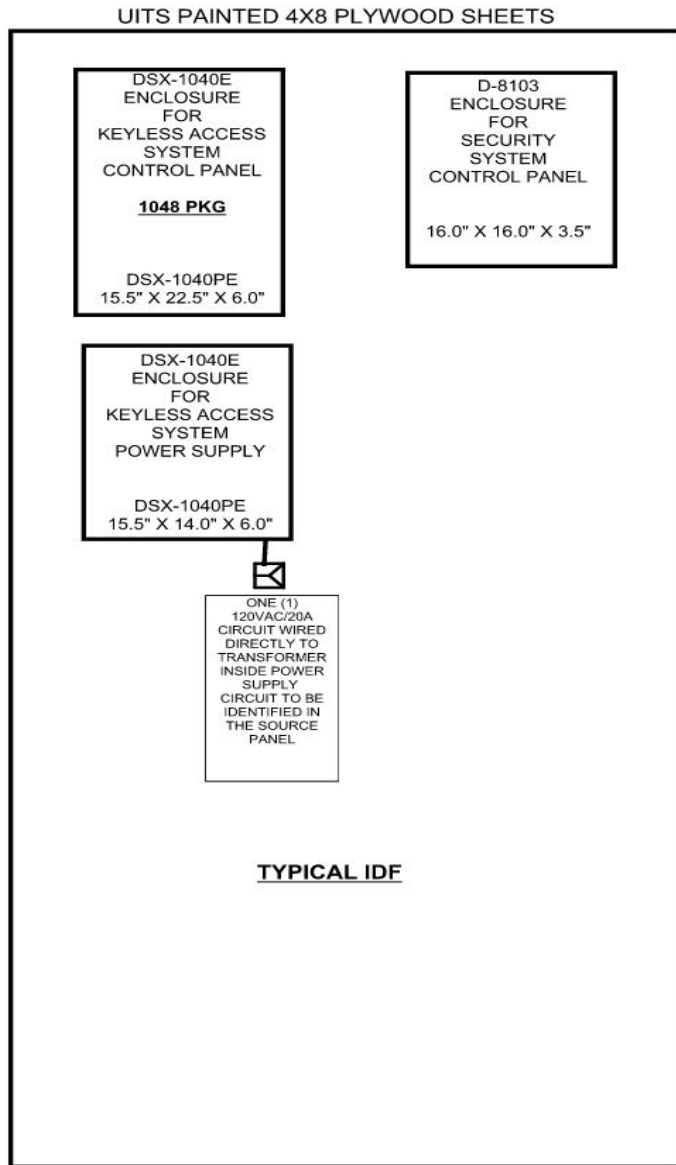 UITS PAINTED 4X8 PLYWOOD SHEETS
DSX-1040E
ENCLOSURE
FOR
KEYLESS ACCESS
SYSTEM
CONTROL PANEL
1048 PKG
DSX-1040PE
15.5" X 22.5" X 6.0"
D-8103
ENCLOSURE
FOR
SECURITY
SYSTEM
CONTROL PANEL
16.0" X 16.0" X 3.5"
DSX-1040E
ENCLOSURE
FOR
KEYLESS ACCESS
SYSTEM
POWER SUPPLY
DSX-1040PE
15.5" X 14.0" X 6.0"
ONE (1)
120VAC/20A
CIRCUIT WIRED
DIRECTLY TO
TRANSFORMER
INSIDE POWER
SUPPLY
CIRCUIT TO BE
IDENTIFIED IN
THE SOURCE
PANEL
TYPICAL IDF